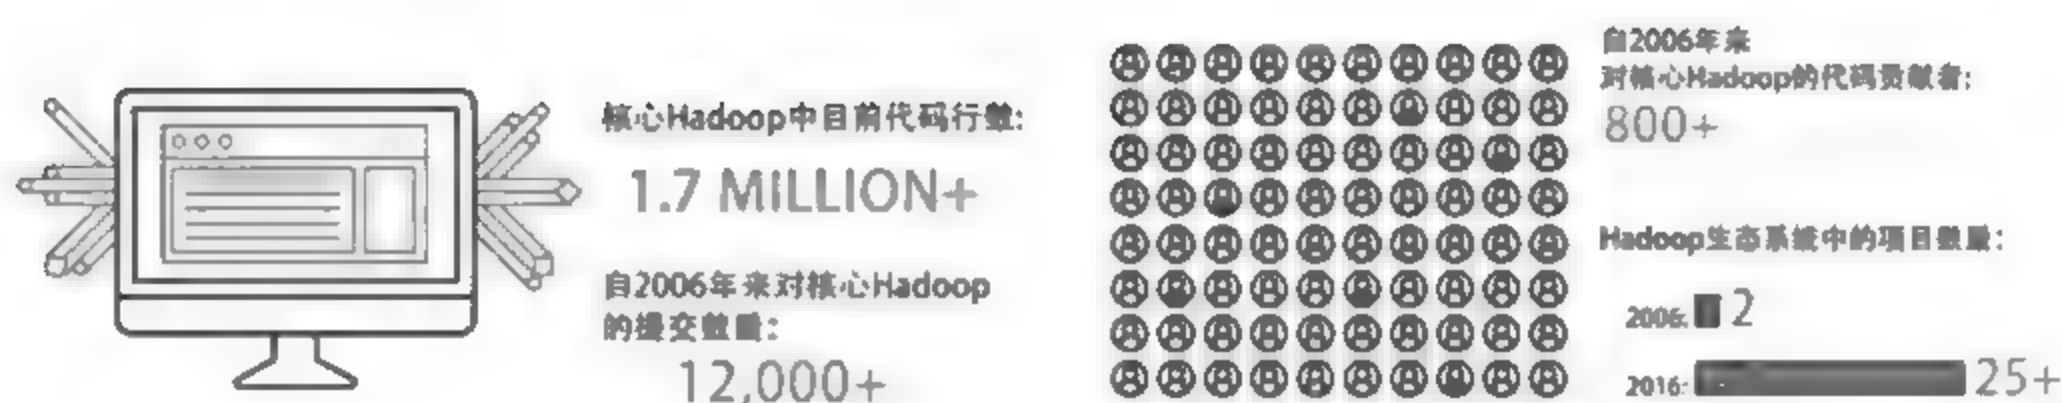 核心Hadoop中目前代码行数:
1.7 MILLION+
自2006年来对核心Hadoop
的提交数量:
12,000+
自2006年来
对核心Hadoop的代码贡献者:
800+
Hadoop生态系统中的项目数量:
2006: 2
2016: 25+